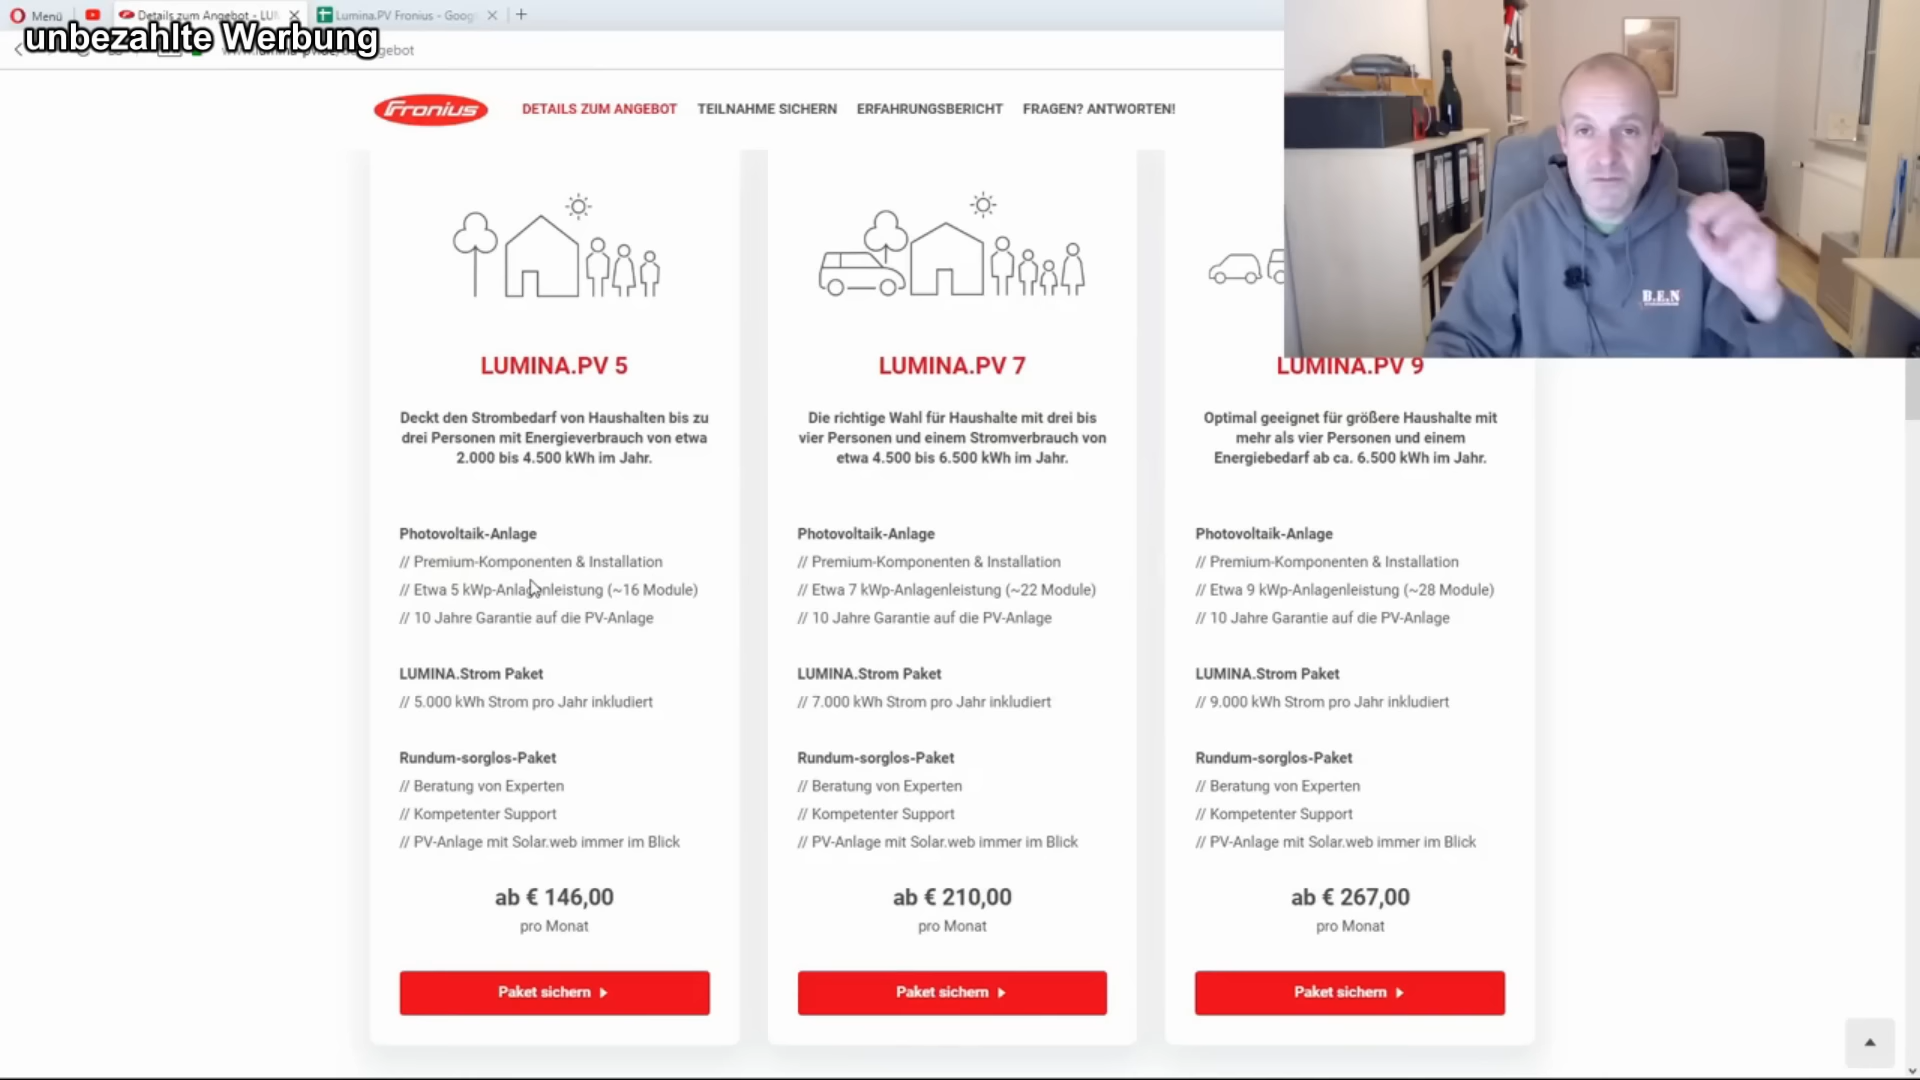 Menü
Details zum Angebot - LU
Lumina.PV Fronius - Goog
unbezahlte Werbung
Fronius
DETAILS ZUM ANGEBOT
TEILNAHME SICHERN
ERFAHRUNGSBERICHT
FRAGEN? ANTWORTEN!
B.E.N
LUMINA.PV 5
Deckt den Strombedarf von Haushalten bis zu
drei Personen mit Energieverbrauch von etwa
2.000 bis 4.500 kWh im Jahr.
Photovoltaik-Anlage
// Premium-Komponenten & Installation
// Etwa 5 kWp-Anlagenleistung (~16 Module)
// 10 Jahre Garantie auf die PV-Anlage
LUMINA.Strom Paket
// 5.000 kWh Strom pro Jahr inkludiert
Rundum-sorglos-Paket
// Beratung von Experten
// Kompetenter Support
// PV-Anlage mit Solar.web immer im Blick
ab € 146,00
pro Monat
Paket sichern
LUMINA.PV 7
Die richtige Wahl für Haushalte mit drei bis
vier Personen und einem Stromverbrauch von
etwa 4.500 bis 6.500 kWh im Jahr.
Photovoltaik-Anlage
// Premium-Komponenten & Installation
// Etwa 7 kWp-Anlagenleistung (~22 Module)
// 10 Jahre Garantie auf die PV-Anlage
LUMINA.Strom Paket
// 7.000 kWh Strom pro Jahr inkludiert
Rundum-sorglos-Paket
// Beratung von Experten
// Kompetenter Support
// PV-Anlage mit Solar.web immer im Blick
ab € 210,00
pro Monat
Paket sichern
LUMINA.PV 9
Optimal geeignet für größere Haushalte mit
mehr als vier Personen und einem
Energiebedarf ab ca. 6.500 kWh im Jahr.
Photovoltaik-Anlage
// Premium-Komponenten & Installation
// Etwa 9 kWp-Anlagenleistung (~28 Module)
// 10 Jahre Garantie auf die PV-Anlage
LUMINA.Strom Paket
// 9.000 kWh Strom pro Jahr inkludiert
Rundum-sorglos-Paket
// Beratung von Experten
// Kompetenter Support
// PV-Anlage mit Solar.web immer im Blick
ab € 267,00
pro Monat
Paket sichern